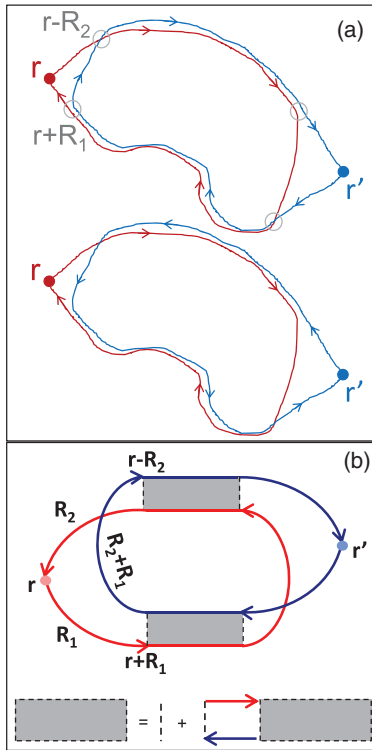 (a)
r-R₂
r
r+R₁
r'
r
r'
(b)
r-R₂
R₂
R₂+R₁
r
r'
R₁
r+R₁
= +